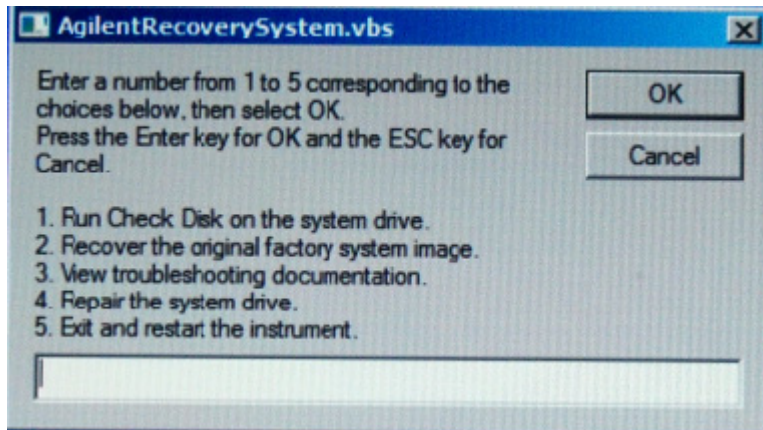 AgilentRecoverySystem.vbs
Enter a number from 1 to 5 corresponding to the
choices below, then select OK.
Press the Enter key for OK and the ESC key for
Cancel.
OK
Cancel
1. Run Check Disk on the system drive.
2. Recover the original factory system image.
3. View troubleshooting documentation.
4. Repair the system drive.
5. Exit and restart the instrument.